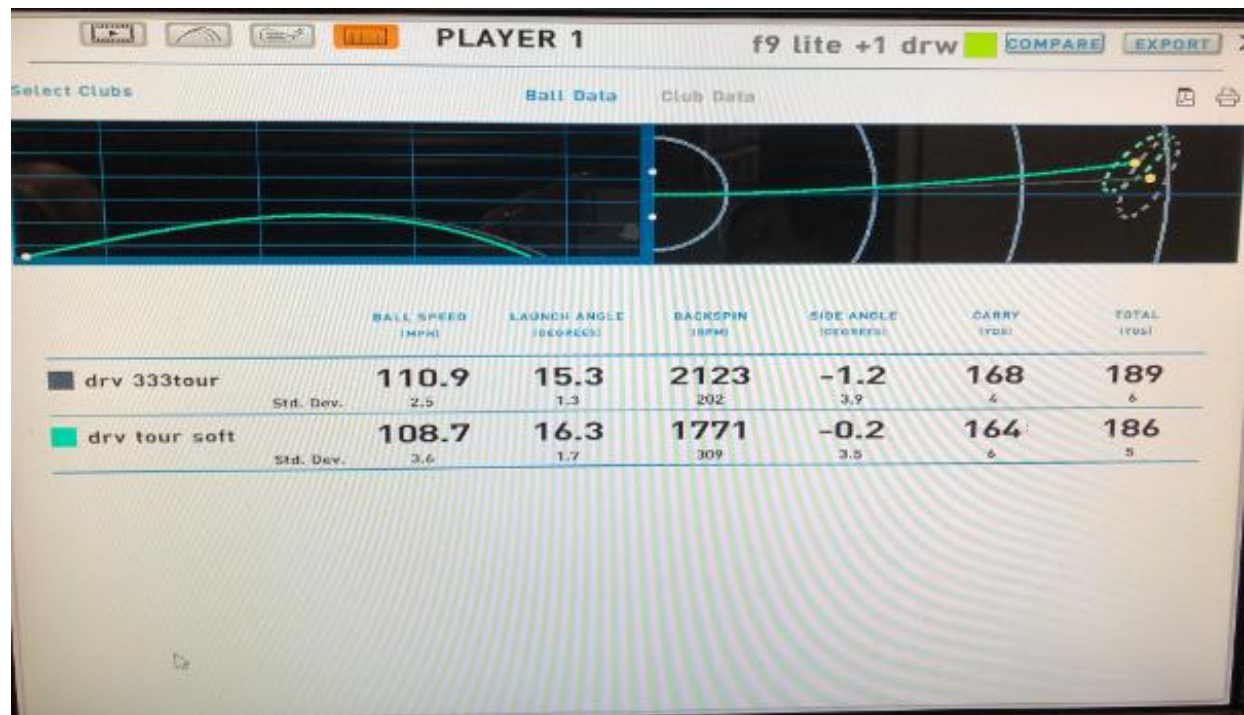 PLAYER 1 f9 lite +1 drw COMPARE EXPORT
Select Clubs Ball Data Club Data
BALL SPEED LAUNCH ANGLE BACKSPIN SIDE ANGLE CARRY TOTAL
(MPH) (DEGREES) (RPM) (DEGREES) (YDS) (YDS)
drv 333tour 110.9 15.3 2123 -1.2 168 189
Std. Dev. 2.5 1.3 202 3.9 4 6
drv tour soft 108.7 16.3 1771 -0.2 164 186
Std. Dev. 3.6 1.7 309 3.5 6 5